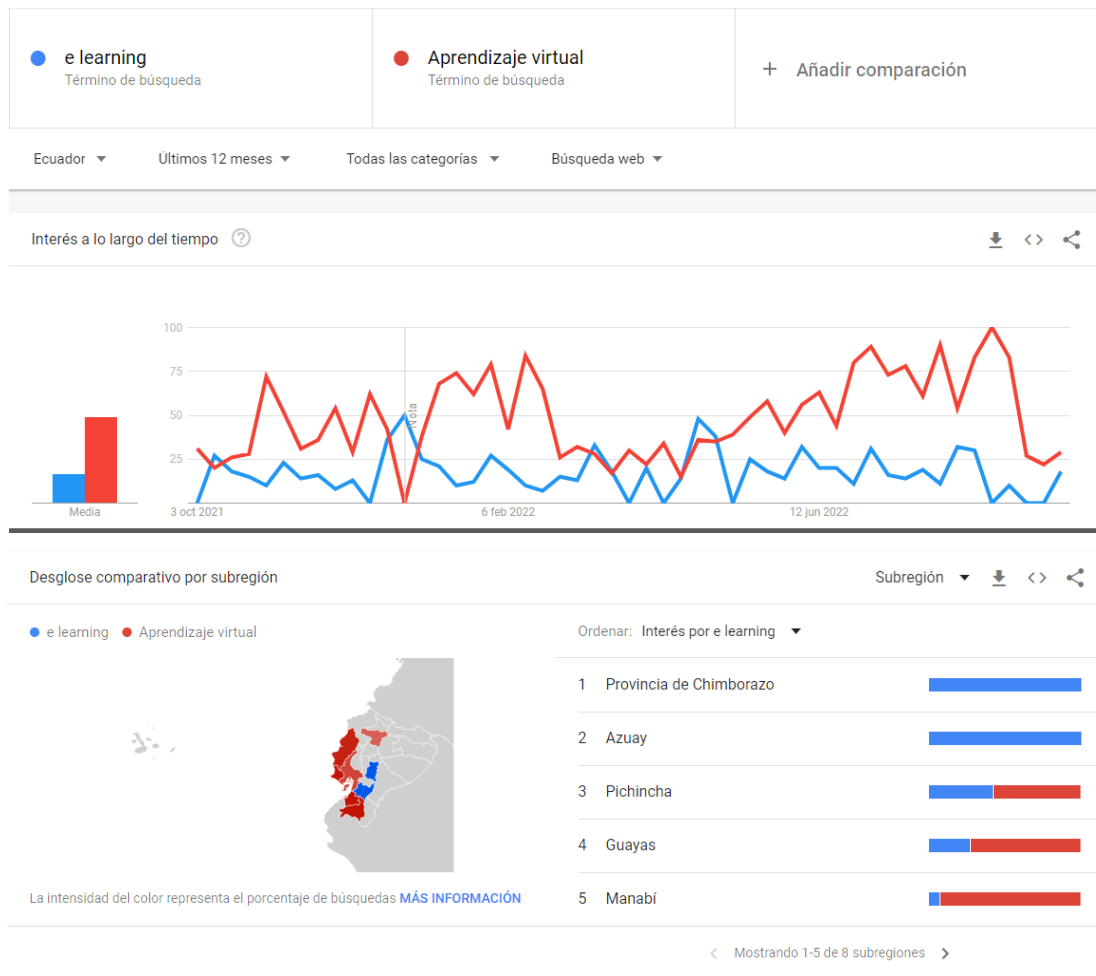 e learning
Término de búsqueda
Aprendizaje virtual
Término de búsqueda
+ Añadir comparación
Ecuador
Últimos 12 meses
Todas las categorías
Búsqueda web
Interés a lo largo del tiempo ?
100
75
50
25
Nota
Media
3 oct 2021
6 feb 2022
12 jun 2022
Desglose comparativo por subregión
Subregión
e learning
Aprendizaje virtual
Ordenar: Interés por e learning
1 Provincia de Chimborazo
2 Azuay
3 Pichincha
4 Guayas
5 Manabí
La intensidad del color representa el porcentaje de búsquedas MÁS INFORMACIÓN
Mostrando 1-5 de 8 subregiones